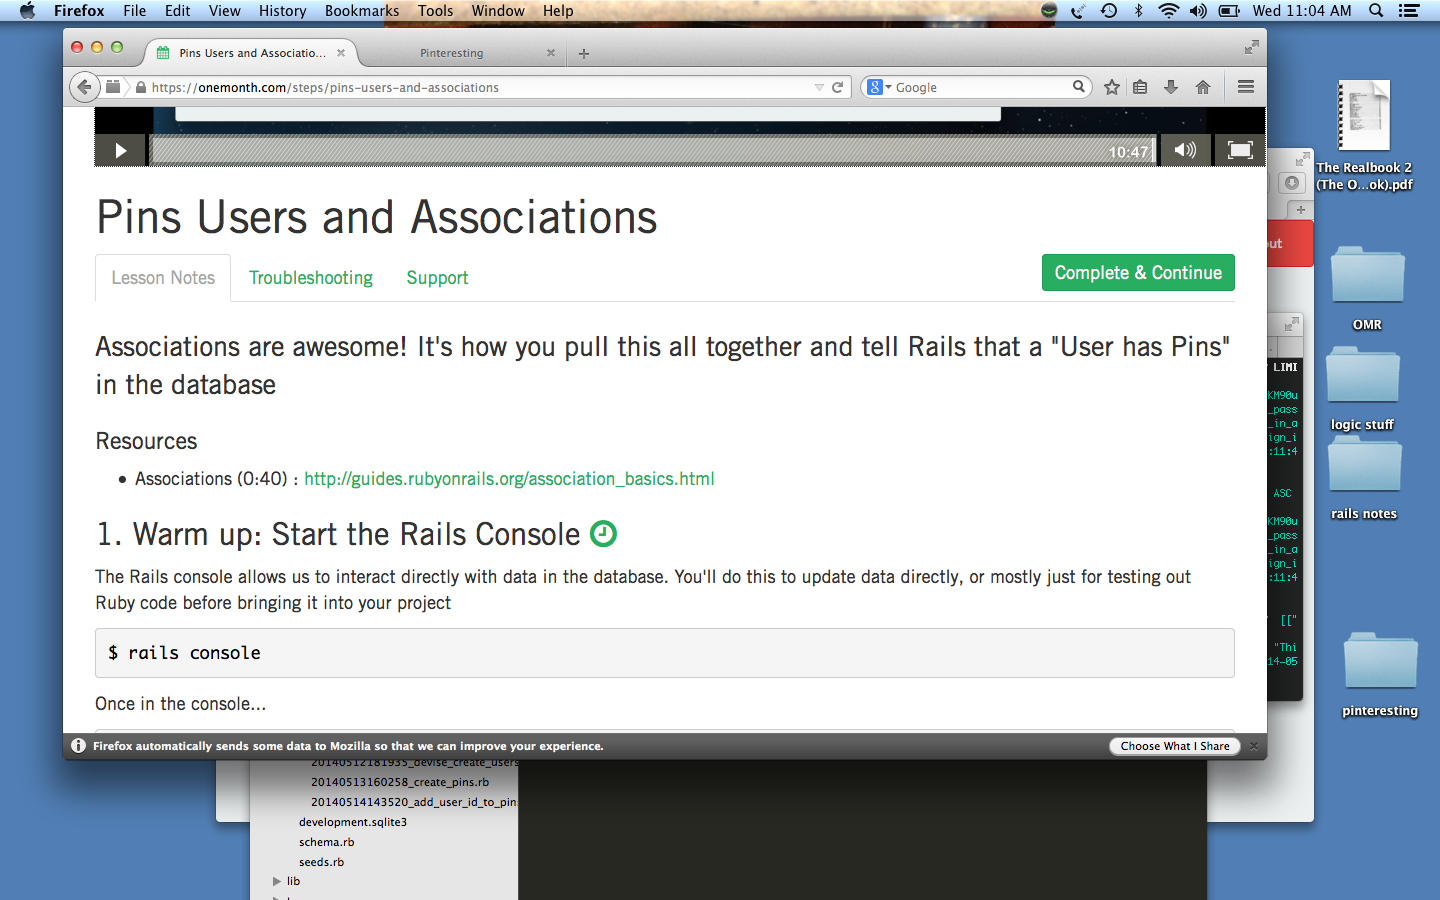 Firefox File Edit View History Bookmarks Tools Window Help
Wed 11:04 AM
Pins Users and Associatio...
Pinteresting
https://onemonth.com/steps/pins-users-and-associations
Google
10:47
Pins Users and Associations
Lesson Notes
Troubleshooting
Support
Complete & Continue
Associations are awesome! It's how you pull this all together and tell Rails that a "User has Pins"
in the database
Resources
Associations (0:40) : http://guides.rubyonrails.org/association_basics.html
1. Warm up: Start the Rails Console
The Rails console allows us to interact directly with data in the database. You'll do this to update data directly, or mostly just for testing out
Ruby code before bringing it into your project
$ rails console
Once in the console...
Firefox automatically sends some data to Mozilla so that we can improve your experience.
Choose What I Share
20140512181935_devise_create_users
20140513160258_create_pins.rb
20140514143520_add_user_id_to_pin
development.sqlite3
schema.rb
seeds.rb
lib
The Realbook 2
(The O...ok).pdf
out
OMR
LIMI
KM90u
_pass
_in_a
ign_i
:11:4
ASC
KM90u
_pass
_in_a
ign_i
:11:4
[["
"Thi
14-05
logic stuff
rails notes
pinteresting